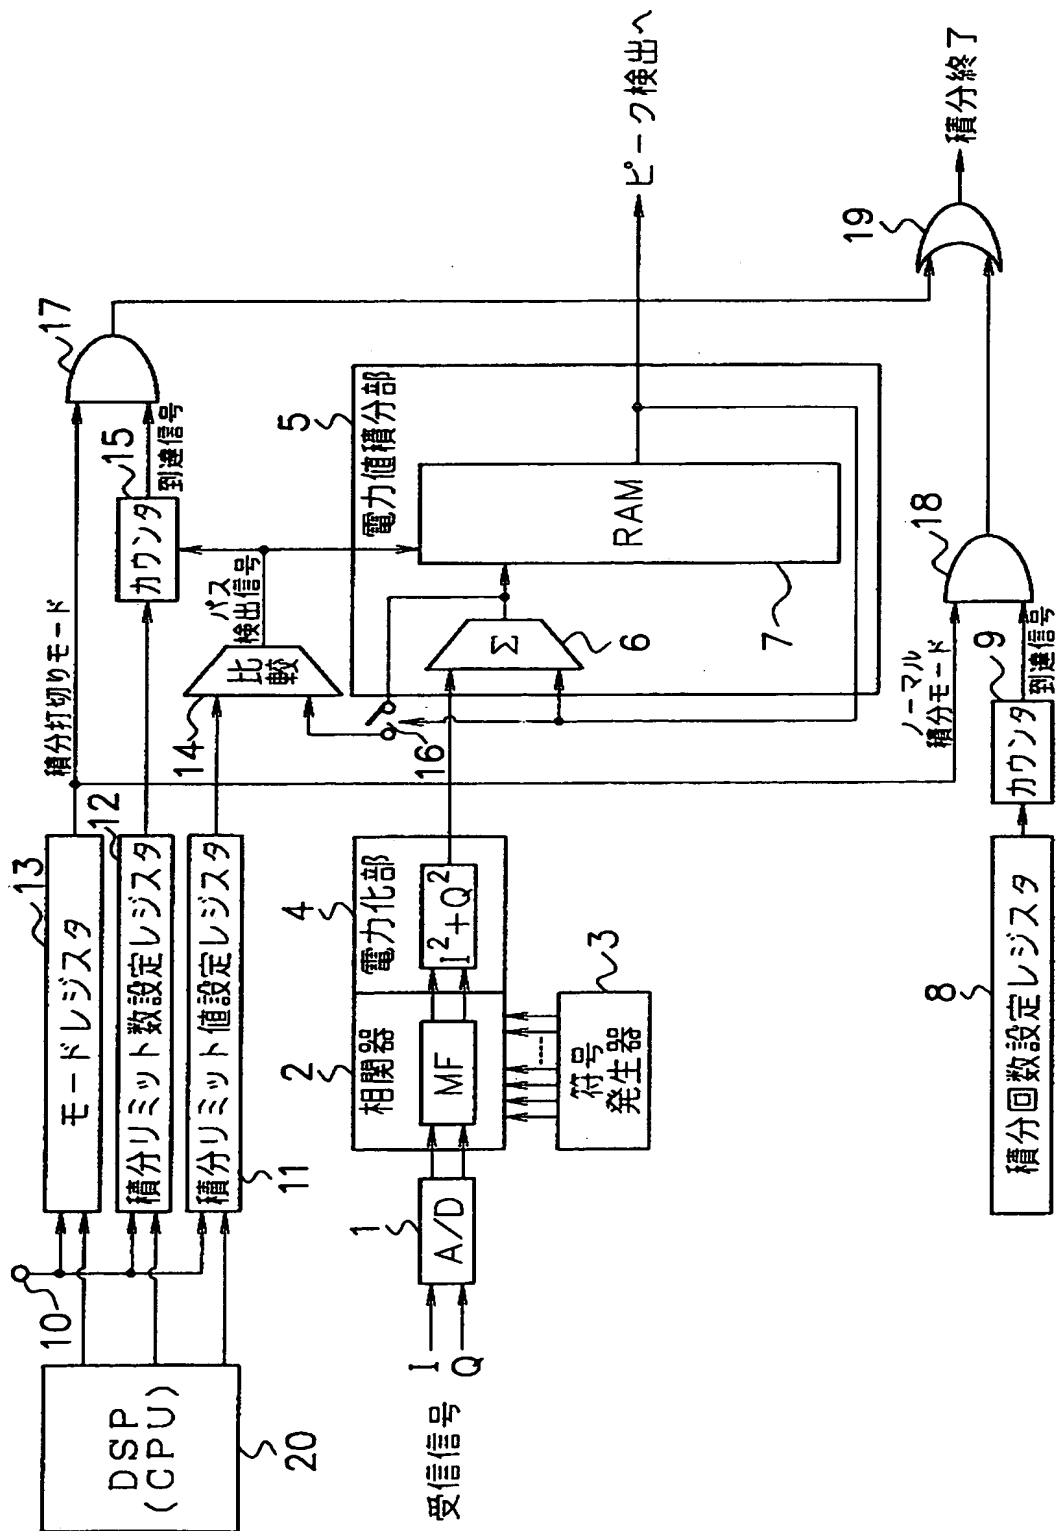 DSP
(CPU)
20
10
モードレジスタ
13
積分リミット数設定レジスタ
12
積分リミット値設定レジスタ
11
積分打切りモード
14
比較
パス
検出信号
カウンタ
15
到達信号
17
受信信号
I
Q
A/D
1
相関器
2
MF
電力化部
4
I²+Q²
符号
発生器
3
16
電力値積分部
5
Σ
6
RAM
7
ピーク検出へ
積分回数設定レジスタ
8
カウンタ
9
到達信号
ノーマル
積分モード
18
19
積分終了